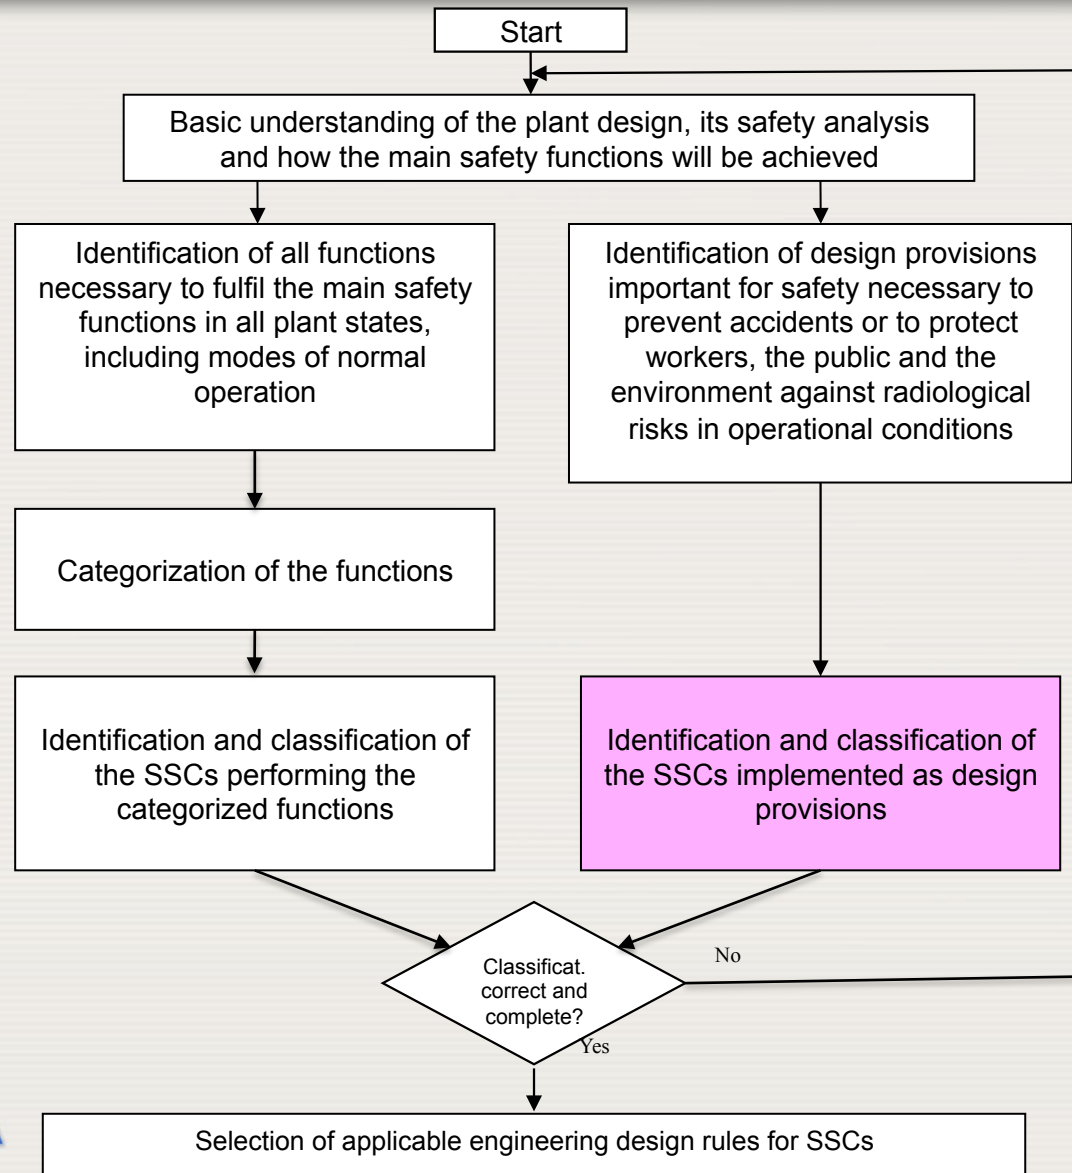 Start
Basic understanding of the plant design, its safety analysis
and how the main safety functions will be achieved
Identification of all functions
necessary to fulfil the main safety
functions in all plant states,
including modes of normal
operation
Identification of design provisions
important for safety necessary to
prevent accidents or to protect
workers, the public and the
environment against radiological
risks in operational conditions
Categorization of the functions
Identification and classification of
the SSCs performing the
categorized functions
Identification and classification of
the SSCs implemented as design
provisions
Classificat.
correct and
complete?
No
Yes
Selection of applicable engineering design rules for SSCs